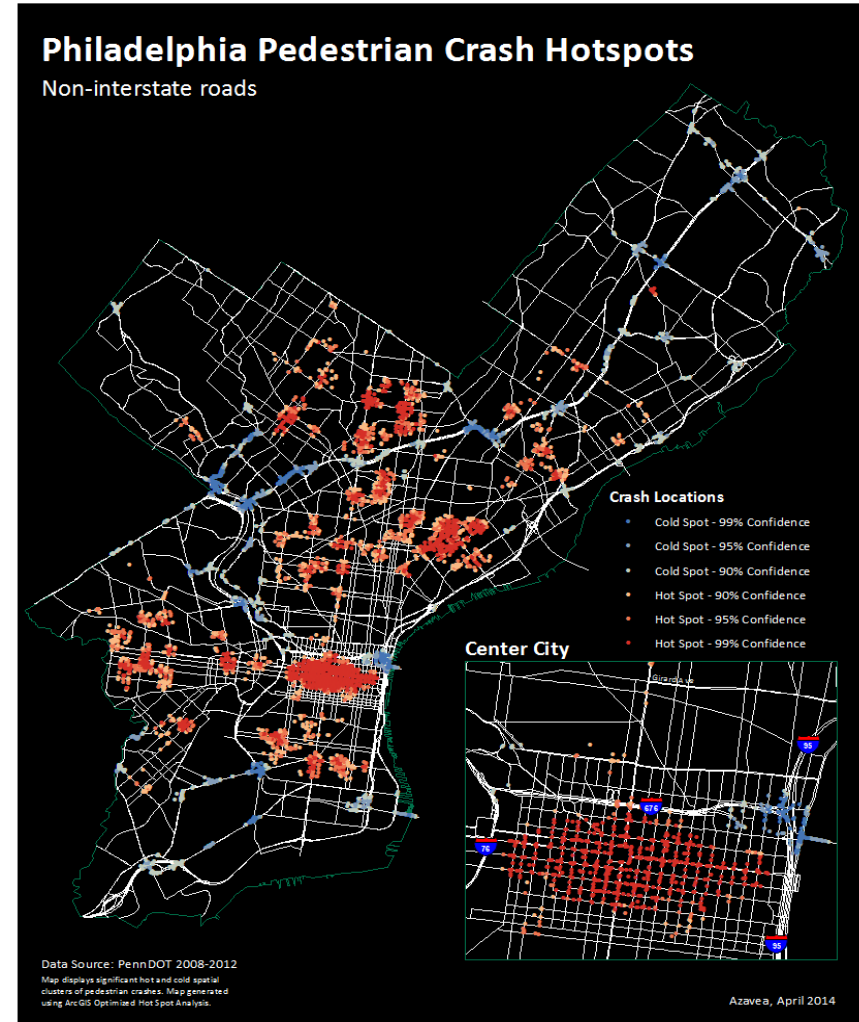 Philadelphia Pedestrian Crash Hotspots
Non-interstate roads
Crash Locations
Cold Spot - 99% Confidence
Cold Spot - 95% Confidence
Cold Spot - 90% Confidence
Hot Spot - 90% Confidence
Hot Spot - 95% Confidence
Hot Spot - 99% Confidence
Center City
Girard Ave
95
676
76
95
Data Source: PennDOT 2008-2012
Map displays significant hot and cold spatial
clusters of pedestrian crashes. Map generated
using ArcGIS Optimized Hot Spot Analysis.
Azavea, April 2014